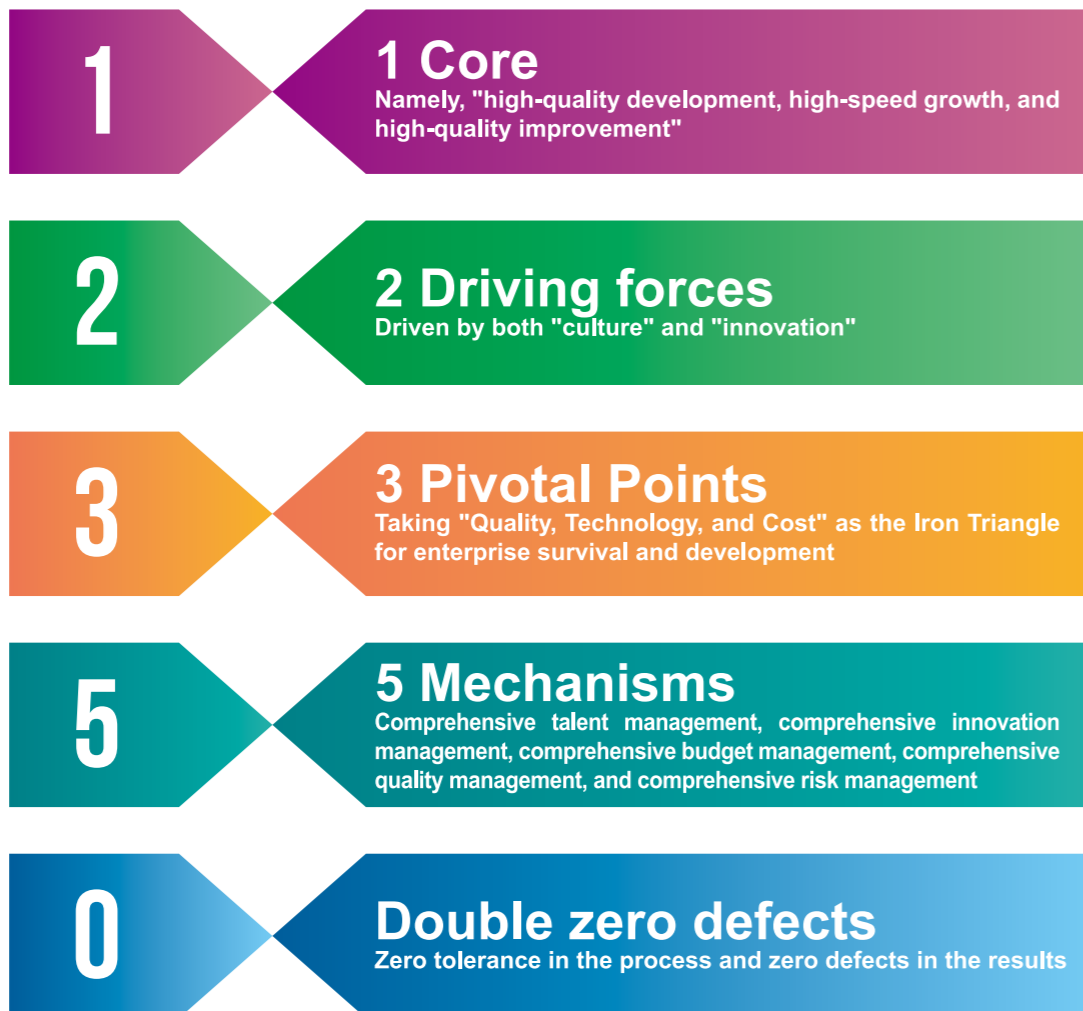 1
1 Core
Namely, "high-quality development, high-speed growth, and
high-quality improvement"
2
2 Driving forces
Driven by both "culture" and "innovation"
3
3 Pivotal Points
Taking "Quality, Technology, and Cost" as the Iron Triangle
for enterprise survival and development
5
5 Mechanisms
Comprehensive talent management, comprehensive innovation
management, comprehensive budget management, comprehensive
quality management, and comprehensive risk management
0
Double zero defects
Zero tolerance in the process and zero defects in the results